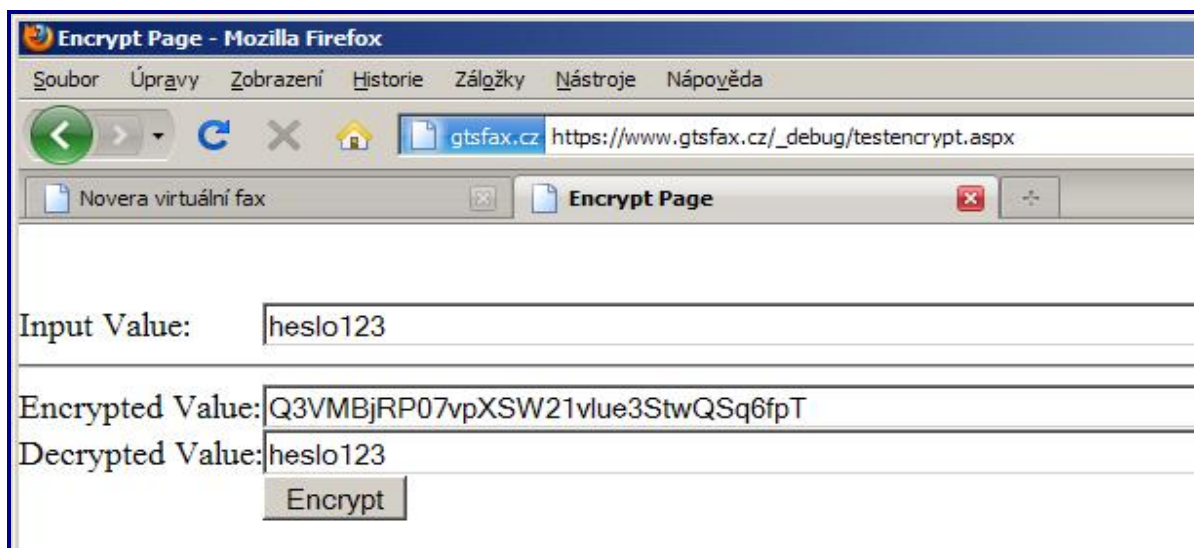 Encrypt Page - Mozilla Firefox
Soubor Úpravy Zobrazení Historie Záložky Nástroje Nápověda
gtsfax.cz https://www.gtsfax.cz/_debug/testencrypt.aspx
Novera virtuální fax Encrypt Page
Input Value: heslo123
Encrypted Value: Q3VMBjRP07vpXSW21vlue3StwQSq6fpT
Decrypted Value: heslo123
Encrypt